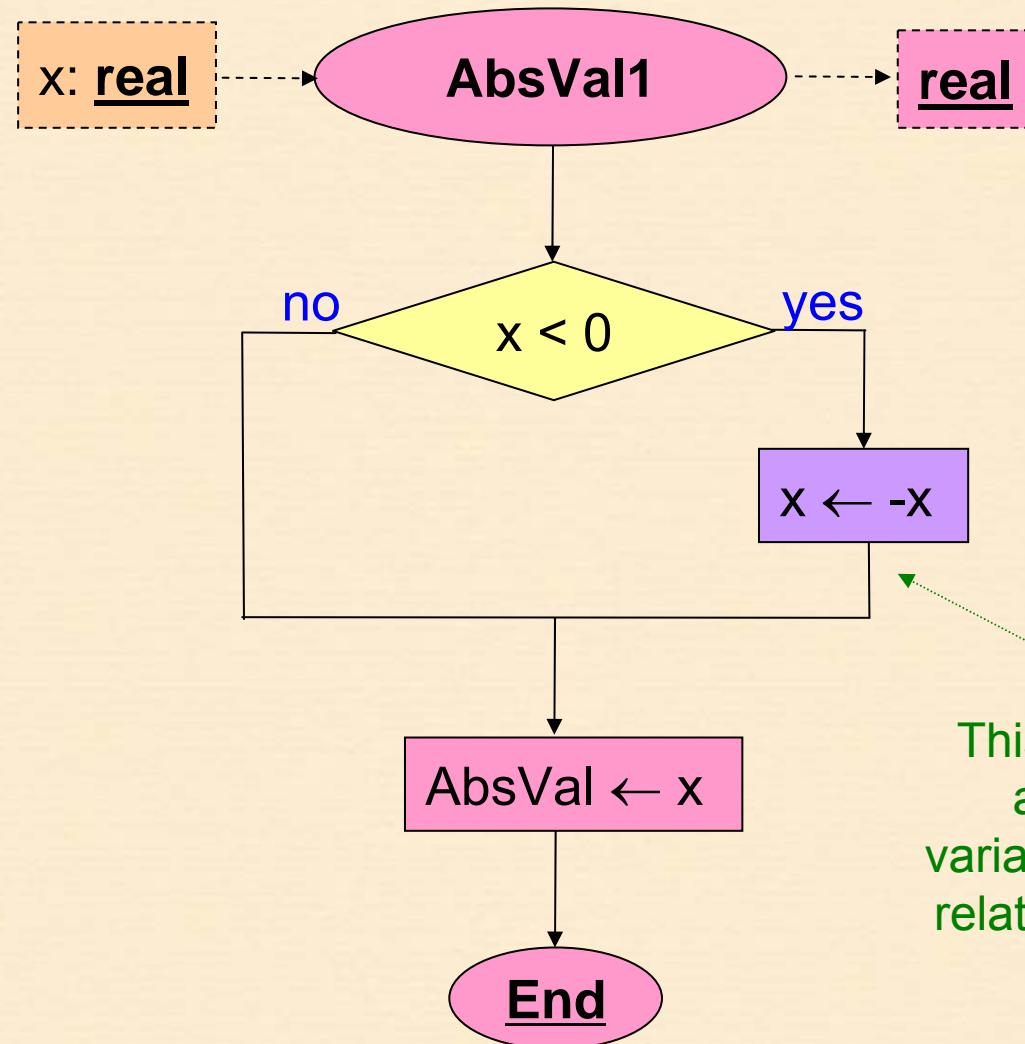 x: real
AbsVal1
real
no
yes
x < 0
x ← -x
AbsVal ← x
End